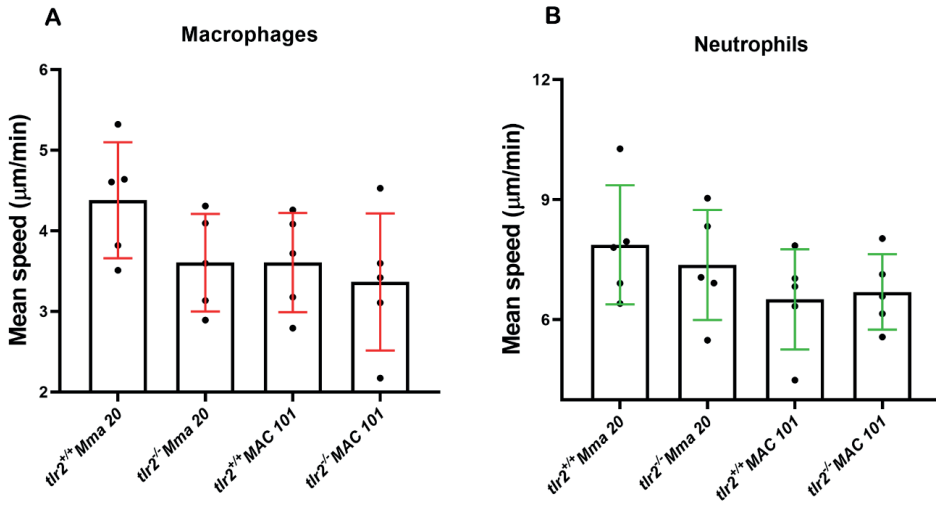 A
Macrophages
Mean speed (μm/min)
6
5
4
3
2
tlr2+/+ Mma 20
tlr2-/- Mma 20
tlr2+/+ MAC 101
tlr2-/- MAC 101
B
Neutrophils
Mean speed (μm/min)
12
9
6
tlr2+/+ Mma 20
tlr2-/- Mma 20
tlr2+/+ MAC 101
tlr2-/- MAC 101